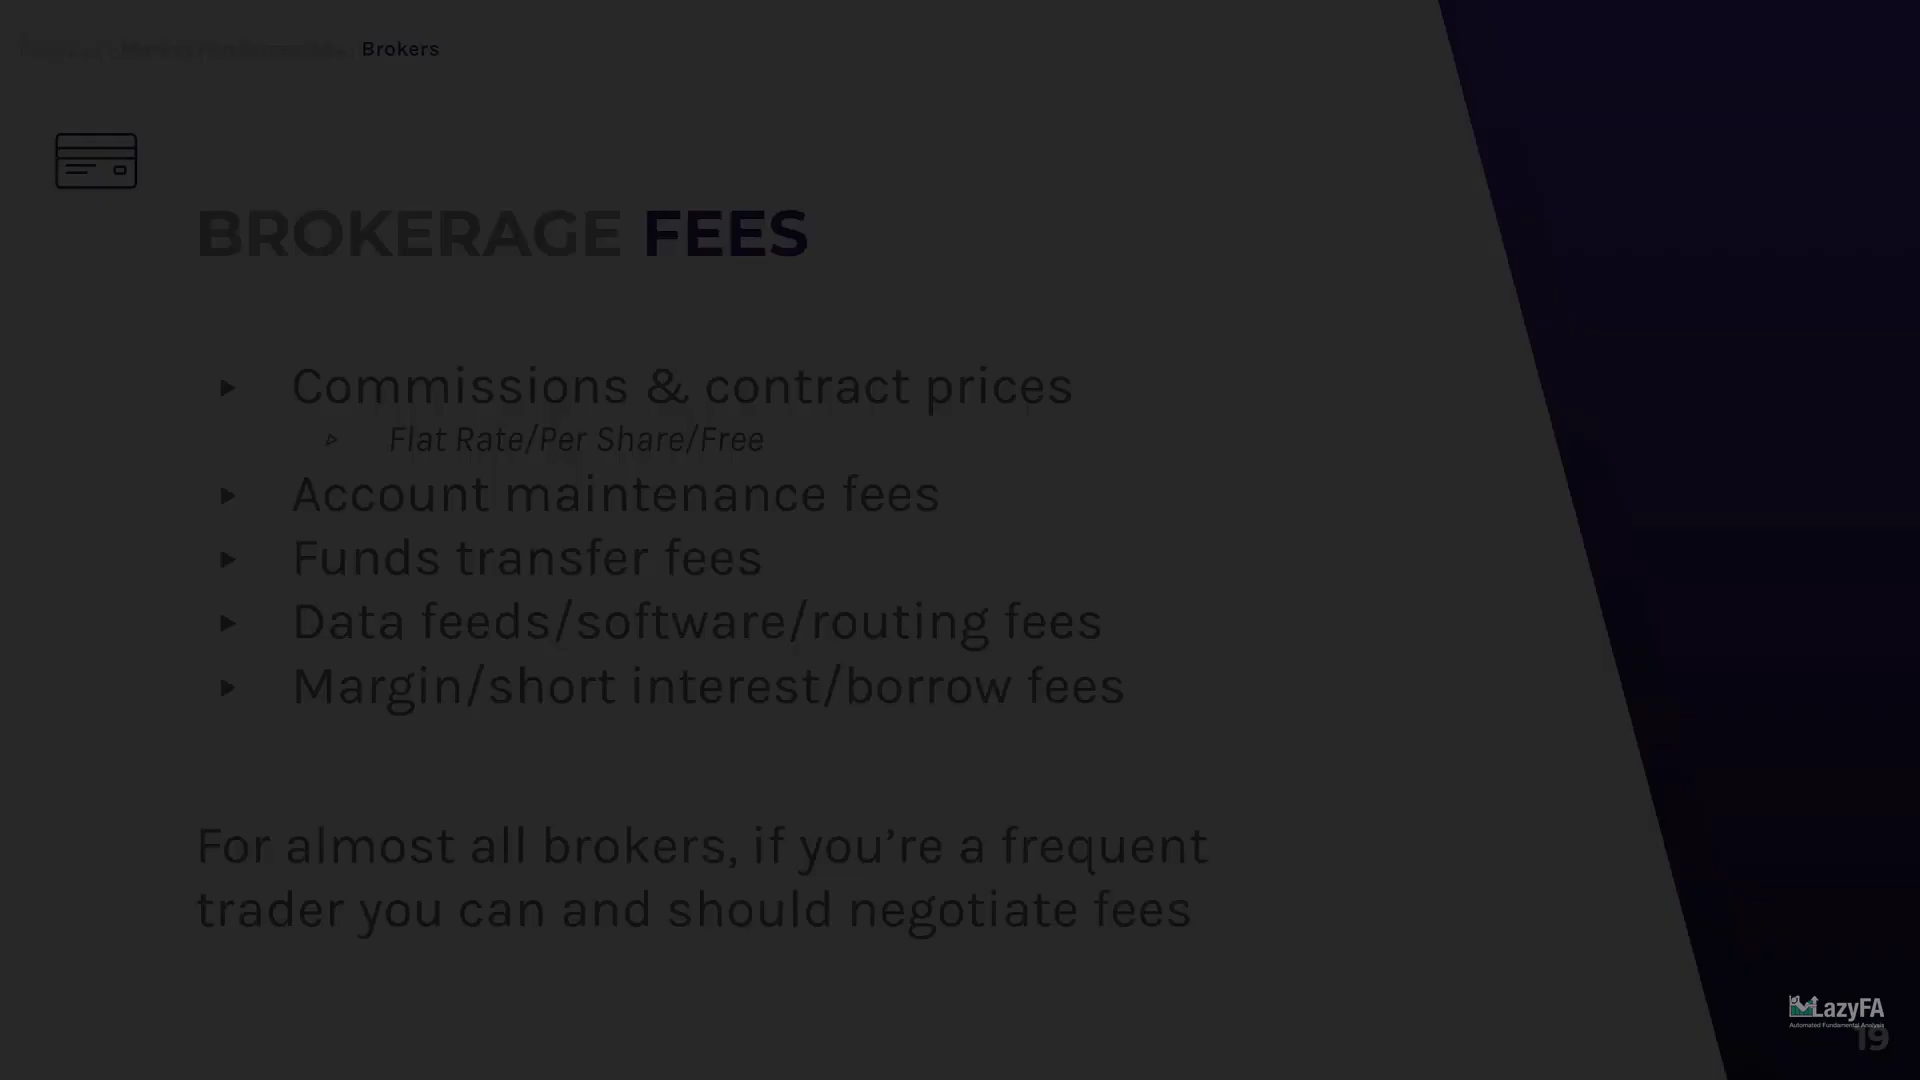 Brokers
BROKERAGE FEES
Commissions & contract prices
Flat Rate/Per Share/Free
Account maintenance fees
Funds transfer fees
Data feeds/software/routing fees
Margin/short interest/borrow fees
For almost all brokers, if you’re a frequent
trader you can and should negotiate fees
LazyFA
Automated Fundamental Analysis
19